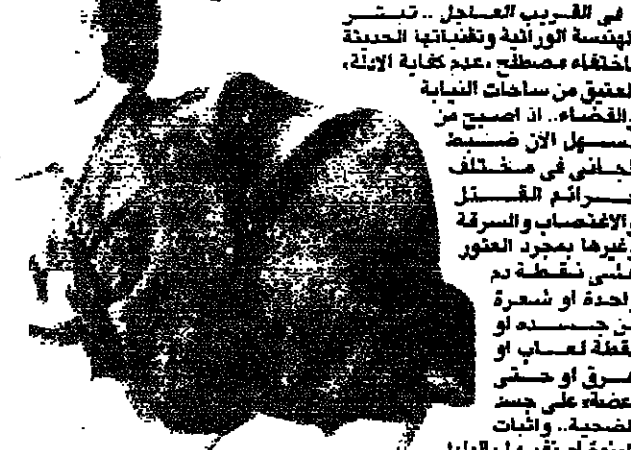 في القريب العاجل .. تبشر
الهندسة الوراثية وتقنياتها الحديثة
باختفاء مصطلح «عدم كفاية الادلة»
العتيق من ساحات النيابة
والقضاء.. اذ اصبح من
السهل الآن ضبط
الجاني في مختلف
جرائم القتل
والاغتصاب والسرقة
وغيرها بمجرد العثور
على نقطة دم
واحدة او شعرة
من جسده او
نقطة لعاب او
عرق او حتى
«عضة» على جسد
الضحية.. واثبات